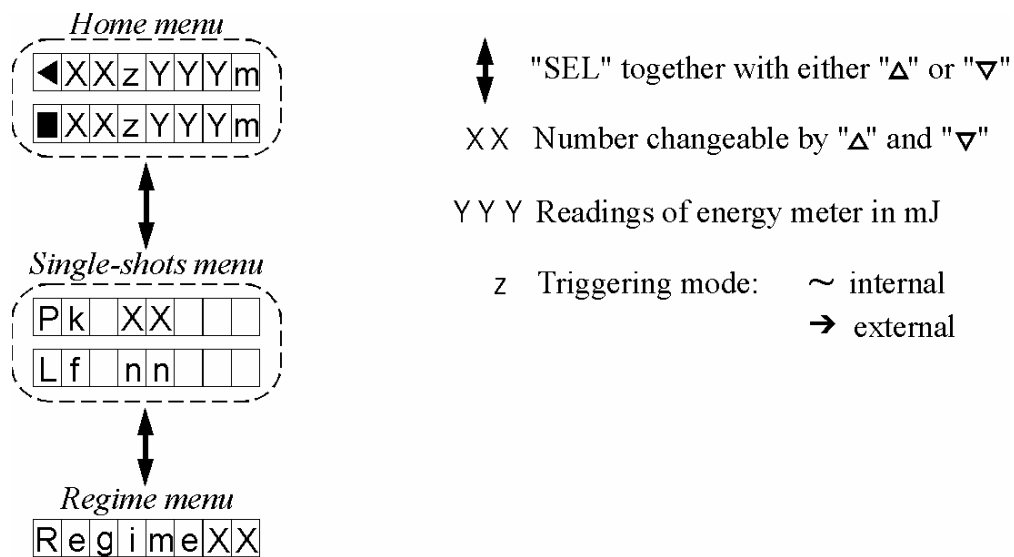 Home menu
◀XXzYYYm
■XXzYYYm
Single-shots menu
Pk XX
Lf nn
Regime menu
RegimeXX
"SEL" together with either "△" or "▽"
XX Number changeable by "△" and "▽"
YYY Readings of energy meter in mJ
z Triggering mode: ~ internal
➔ external